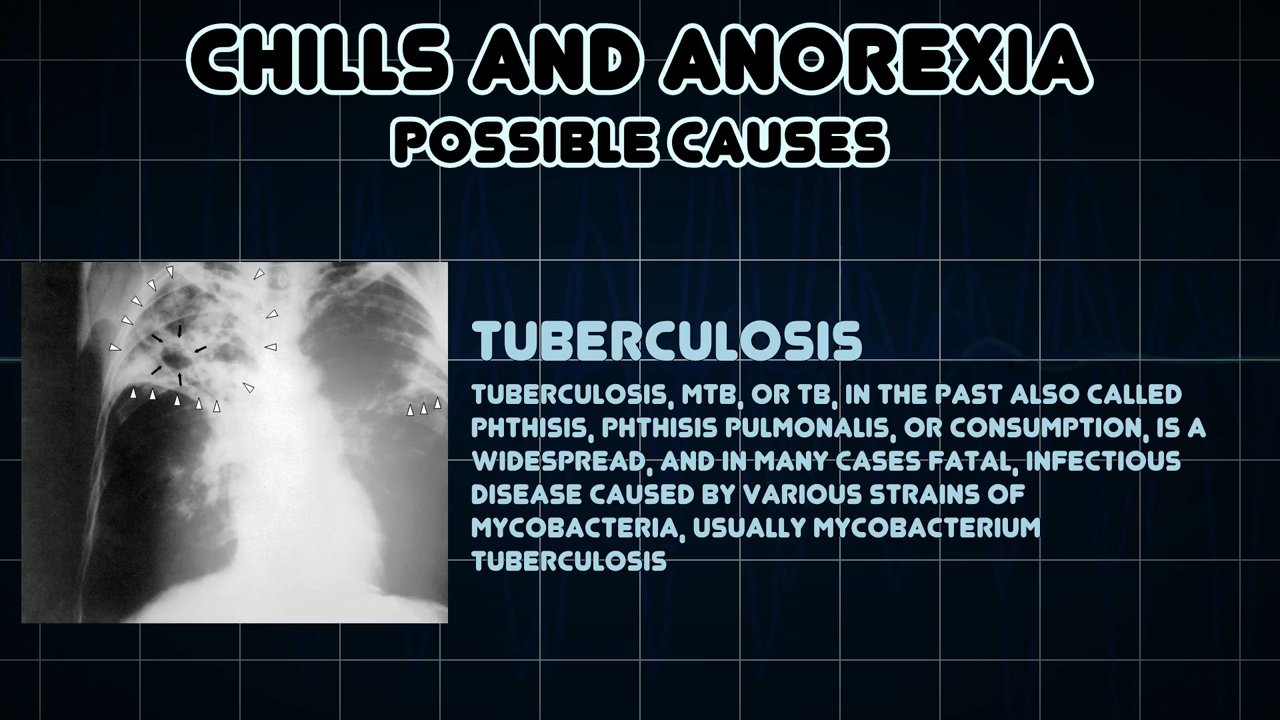 CHILLS AND ANOREXIA
POSSIBLE CAUSES
TUBERCULOSIS
TUBERCULOSIS, MTB, OR TB, IN THE PAST ALSO CALLED
PHTHISIS, PHTHISIS PULMONALIS, OR CONSUMPTION, IS A
WIDESPREAD, AND IN MANY CASES FATAL, INFECTIOUS
DISEASE CAUSED BY VARIOUS STRAINS OF
MYCOBACTERIA, USUALLY MYCOBACTERIUM
TUBERCULOSIS